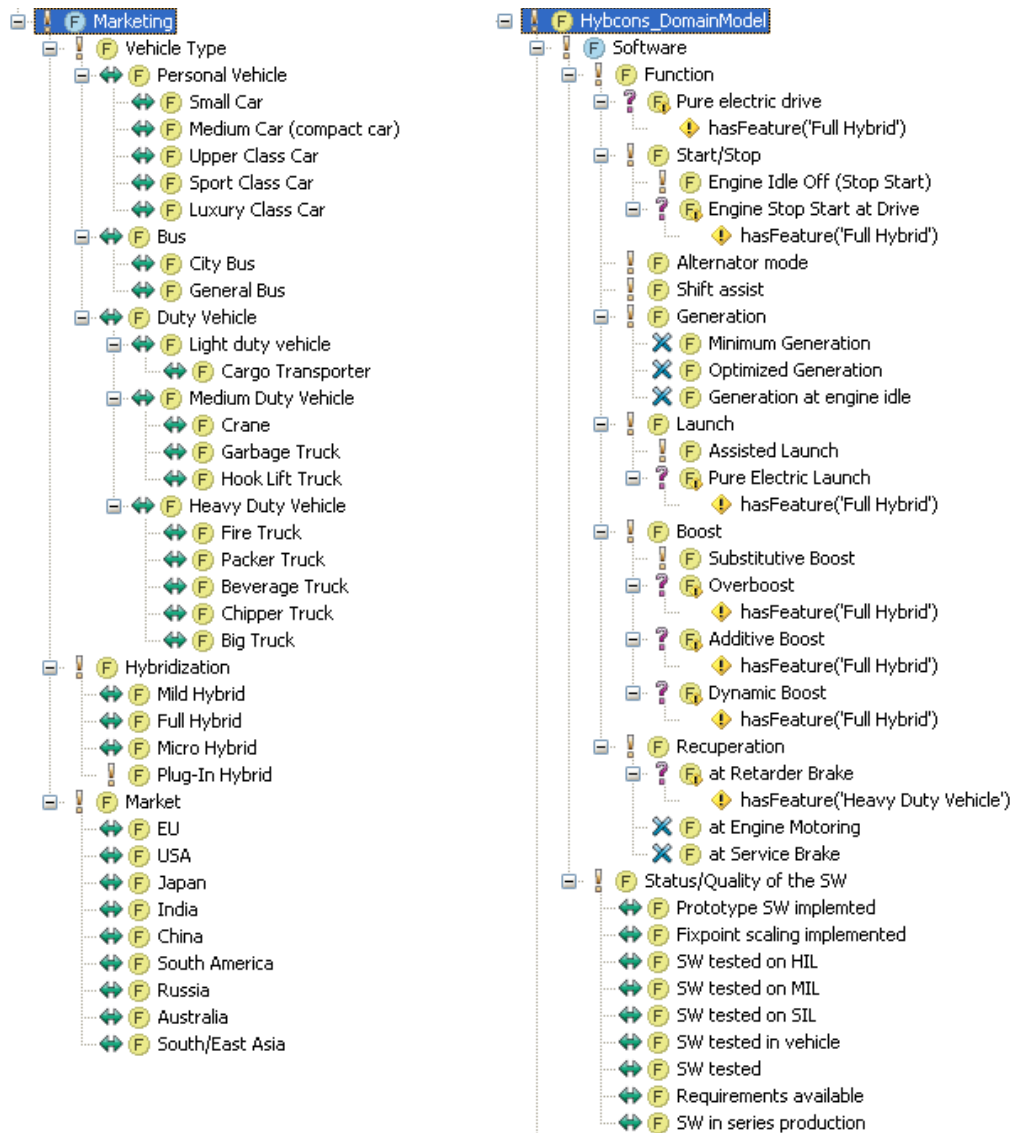 Marketing
Vehicle Type
Personal Vehicle
Small Car
Medium Car (compact car)
Upper Class Car
Sport Class Car
Luxury Class Car
Bus
City Bus
General Bus
Duty Vehicle
Light duty vehicle
Cargo Transporter
Medium Duty Vehicle
Crane
Garbage Truck
Hook Lift Truck
Heavy Duty Vehicle
Fire Truck
Packer Truck
Beverage Truck
Chipper Truck
Big Truck
Hybridization
Mild Hybrid
Full Hybrid
Micro Hybrid
Plug-In Hybrid
Market
EU
USA
Japan
India
China
South America
Russia
Australia
South/East Asia
Hybcons_DomainModel
Software
Function
Pure electric drive
hasFeature('Full Hybrid')
Start/Stop
Engine Idle Off (Stop Start)
Engine Stop Start at Drive
hasFeature('Full Hybrid')
Alternator mode
Shift assist
Generation
Minimum Generation
Optimized Generation
Generation at engine idle
Launch
Assisted Launch
Pure Electric Launch
hasFeature('Full Hybrid')
Boost
Substitutive Boost
Overboost
hasFeature('Full Hybrid')
Additive Boost
hasFeature('Full Hybrid')
Dynamic Boost
hasFeature('Full Hybrid')
Recuperation
at Retarder Brake
hasFeature('Heavy Duty Vehicle')
at Engine Motoring
at Service Brake
Status/Quality of the SW
Prototype SW implemted
Fixpoint scaling implemented
SW tested on HIL
SW tested on MIL
SW tested on SIL
SW tested in vehicle
SW tested
Requirements available
SW in series production